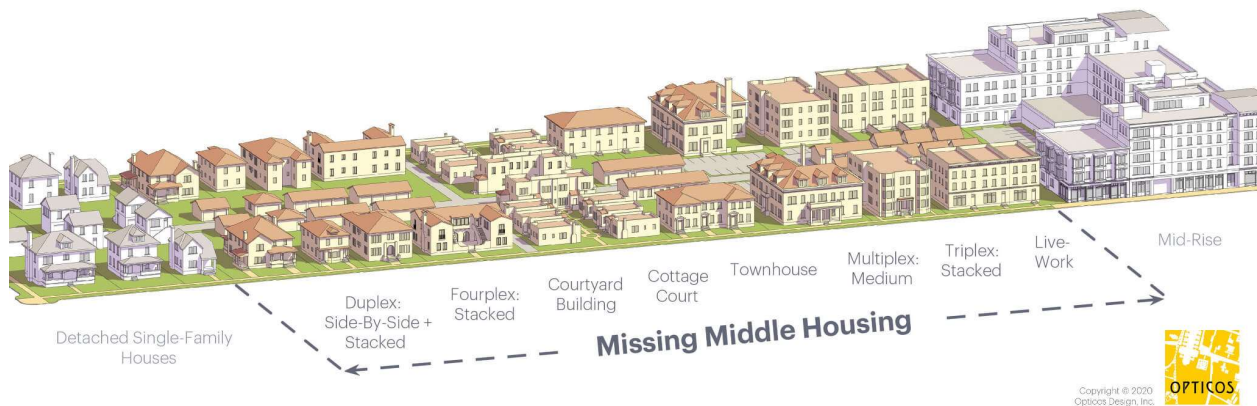 Detached Single-Family
Houses
Duplex:
Side-By-Side +
Stacked
Fourplex:
Stacked
Courtyard
Building
Cottage
Court
Townhouse
Multiplex:
Medium
Triplex:
Stacked
Live-
Work
Mid-Rise
Missing Middle Housing
Copyright © 2020
Opticos Design, Inc.
OPTICOS